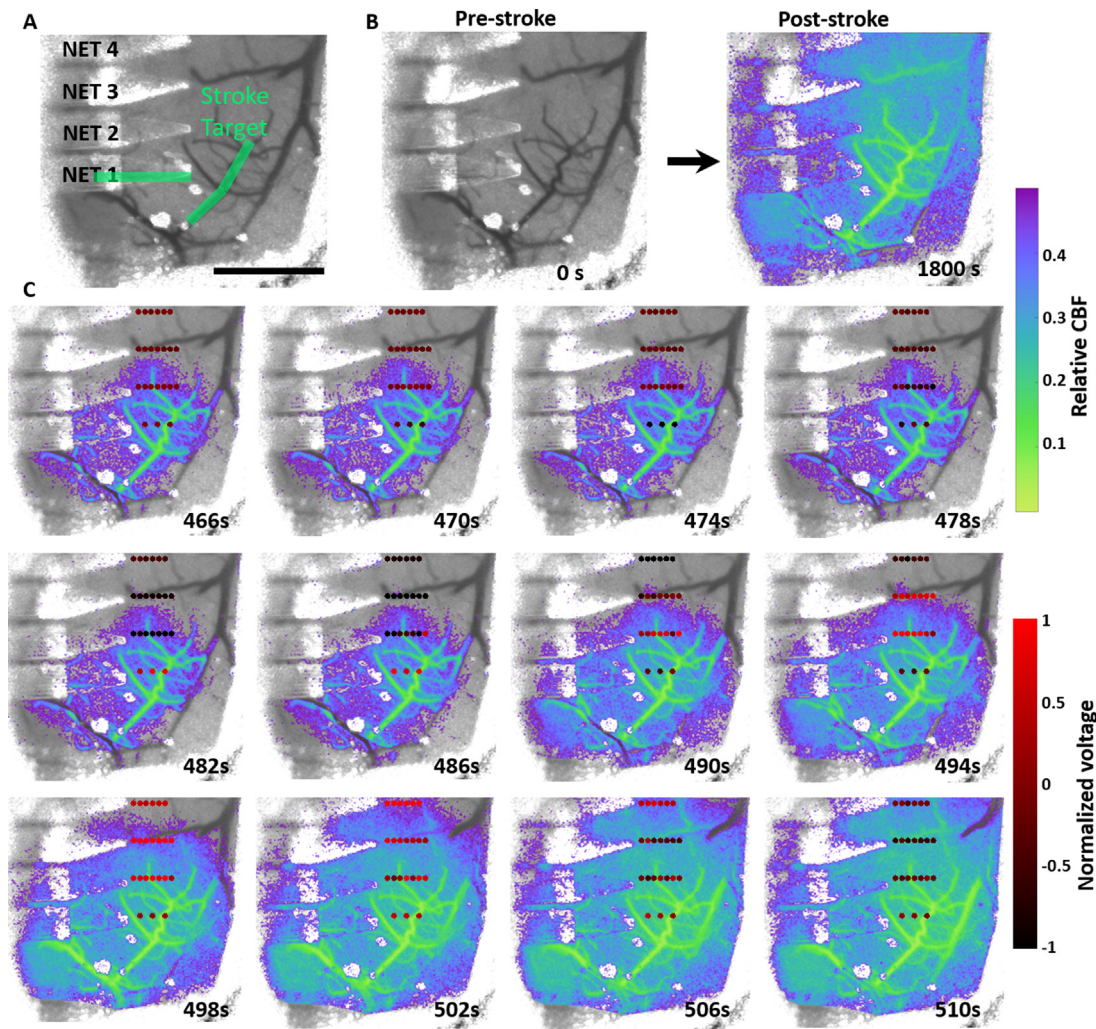 A
B
Pre-stroke
Post-stroke
NET 4
NET 3
NET 2
NET 1
Stroke
Target
0 s
1800 s
0.4
0.3
0.2
0.1
Relative CBF
C
466s
470s
474s
478s
482s
486s
490s
494s
1
0.5
0
-0.5
-1
Normalized voltage
498s
502s
506s
510s